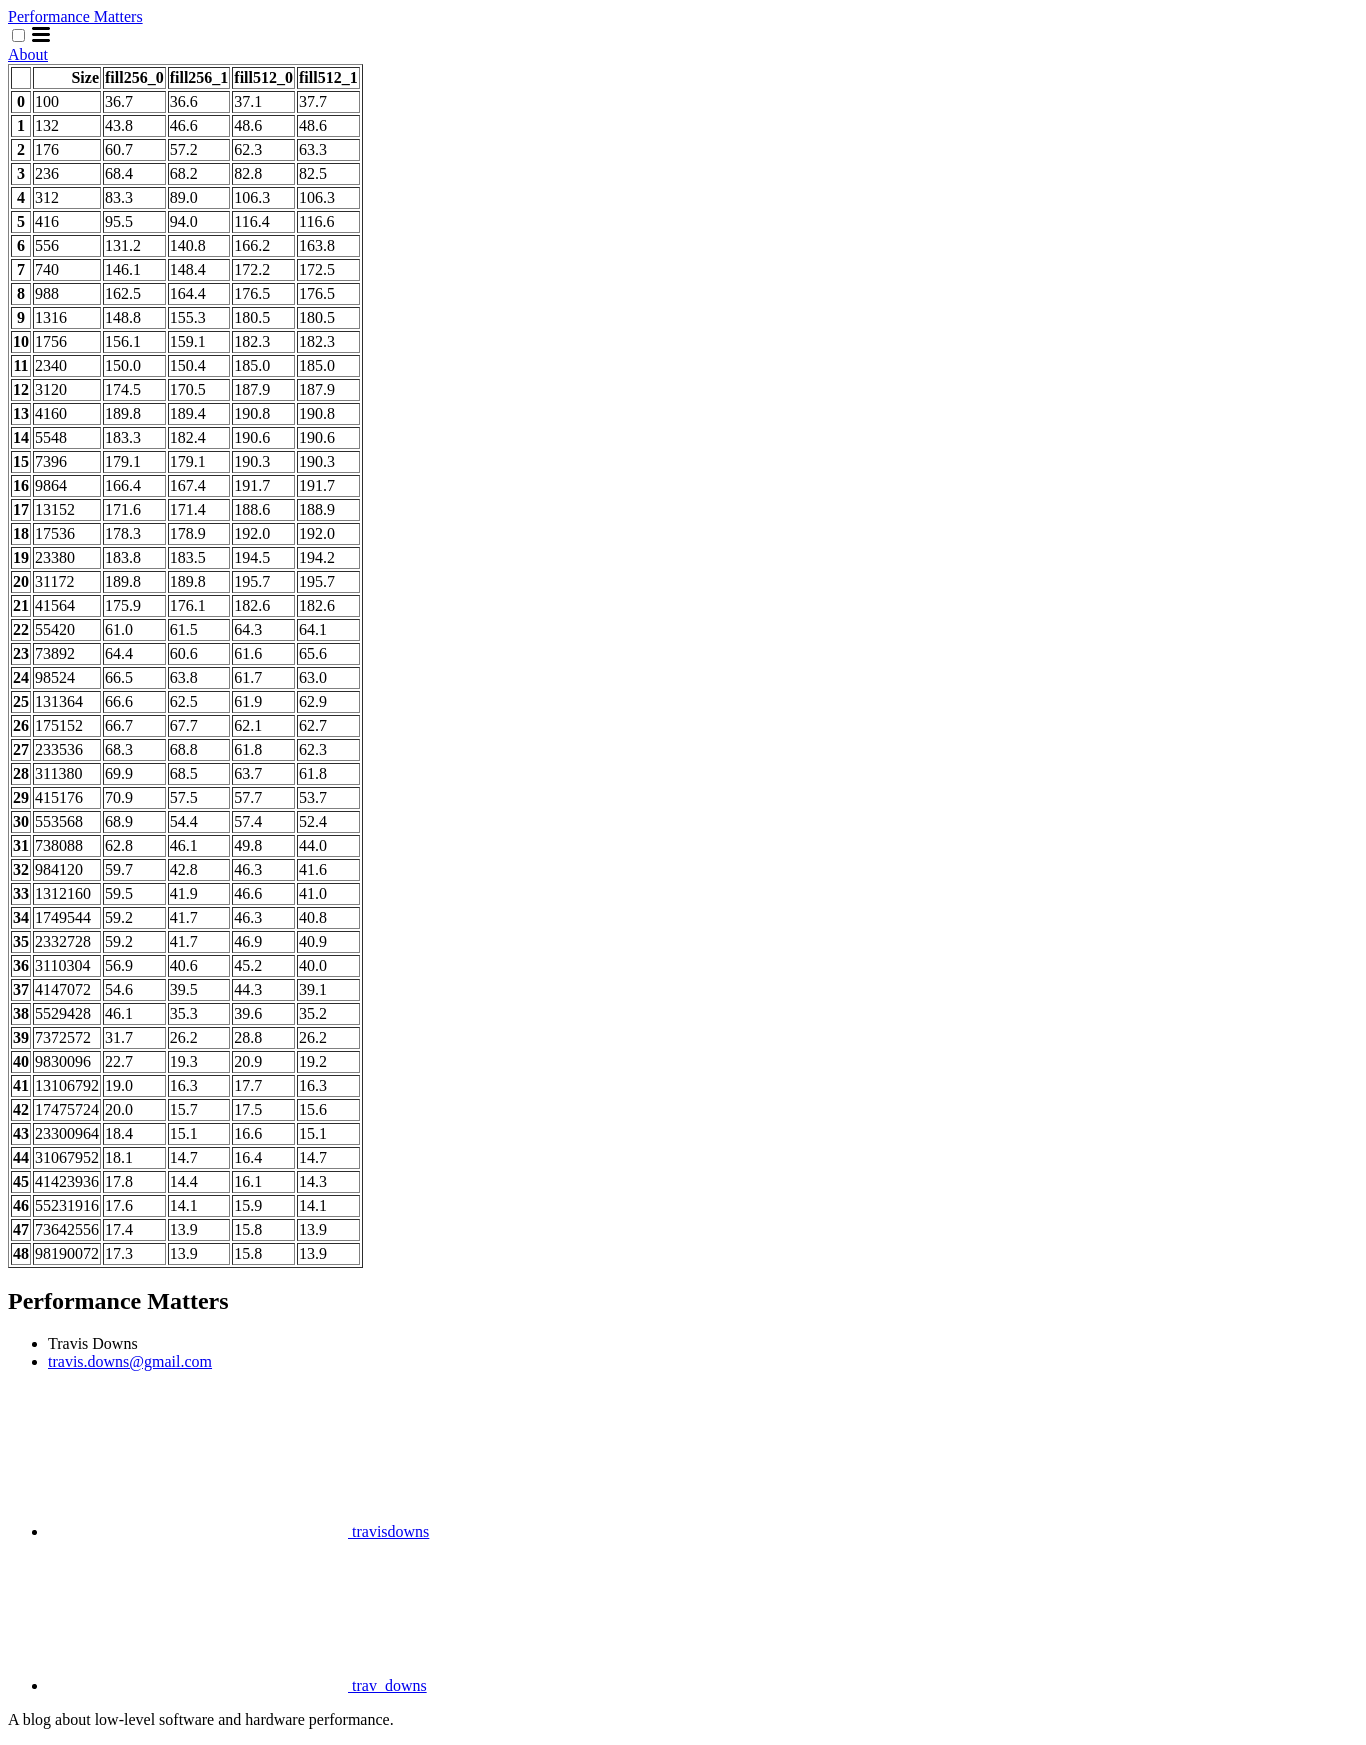 Performance Matters
About
Size fill256_0 fill256_1 fill512_0 fill512_1
0 100 36.7 36.6 37.1 37.7
1 132 43.8 46.6 48.6 48.6
2 176 60.7 57.2 62.3 63.3
3 236 68.4 68.2 82.8 82.5
4 312 83.3 89.0 106.3 106.3
5 416 95.5 94.0 116.4 116.6
6 556 131.2 140.8 166.2 163.8
7 740 146.1 148.4 172.2 172.5
8 988 162.5 164.4 176.5 176.5
9 1316 148.8 155.3 180.5 180.5
10 1756 156.1 159.1 182.3 182.3
11 2340 150.0 150.4 185.0 185.0
12 3120 174.5 170.5 187.9 187.9
13 4160 189.8 189.4 190.8 190.8
14 5548 183.3 182.4 190.6 190.6
15 7396 179.1 179.1 190.3 190.3
16 9864 166.4 167.4 191.7 191.7
17 13152 171.6 171.4 188.6 188.9
18 17536 178.3 178.9 192.0 192.0
19 23380 183.8 183.5 194.5 194.2
20 31172 189.8 189.8 195.7 195.7
21 41564 175.9 176.1 182.6 182.6
22 55420 61.0 61.5 64.3 64.1
23 73892 64.4 60.6 61.6 65.6
24 98524 66.5 63.8 61.7 63.0
25 131364 66.6 62.5 61.9 62.9
26 175152 66.7 67.7 62.1 62.7
27 233536 68.3 68.8 61.8 62.3
28 311380 69.9 68.5 63.7 61.8
29 415176 70.9 57.5 57.7 53.7
30 553568 68.9 54.4 57.4 52.4
31 738088 62.8 46.1 49.8 44.0
32 984120 59.7 42.8 46.3 41.6
33 1312160 59.5 41.9 46.6 41.0
34 1749544 59.2 41.7 46.3 40.8
35 2332728 59.2 41.7 46.9 40.9
36 3110304 56.9 40.6 45.2 40.0
37 4147072 54.6 39.5 44.3 39.1
38 5529428 46.1 35.3 39.6 35.2
39 7372572 31.7 26.2 28.8 26.2
40 9830096 22.7 19.3 20.9 19.2
41 13106792 19.0 16.3 17.7 16.3
42 17475724 20.0 15.7 17.5 15.6
43 23300964 18.4 15.1 16.6 15.1
44 31067952 18.1 14.7 16.4 14.7
45 41423936 17.8 14.4 16.1 14.3
46 55231916 17.6 14.1 15.9 14.1
47 73642556 17.4 13.9 15.8 13.9
48 98190072 17.3 13.9 15.8 13.9
Performance Matters
Travis Downs
travis.downs@gmail.com
travisdowns
trav_downs
A blog about low-level software and hardware performance.